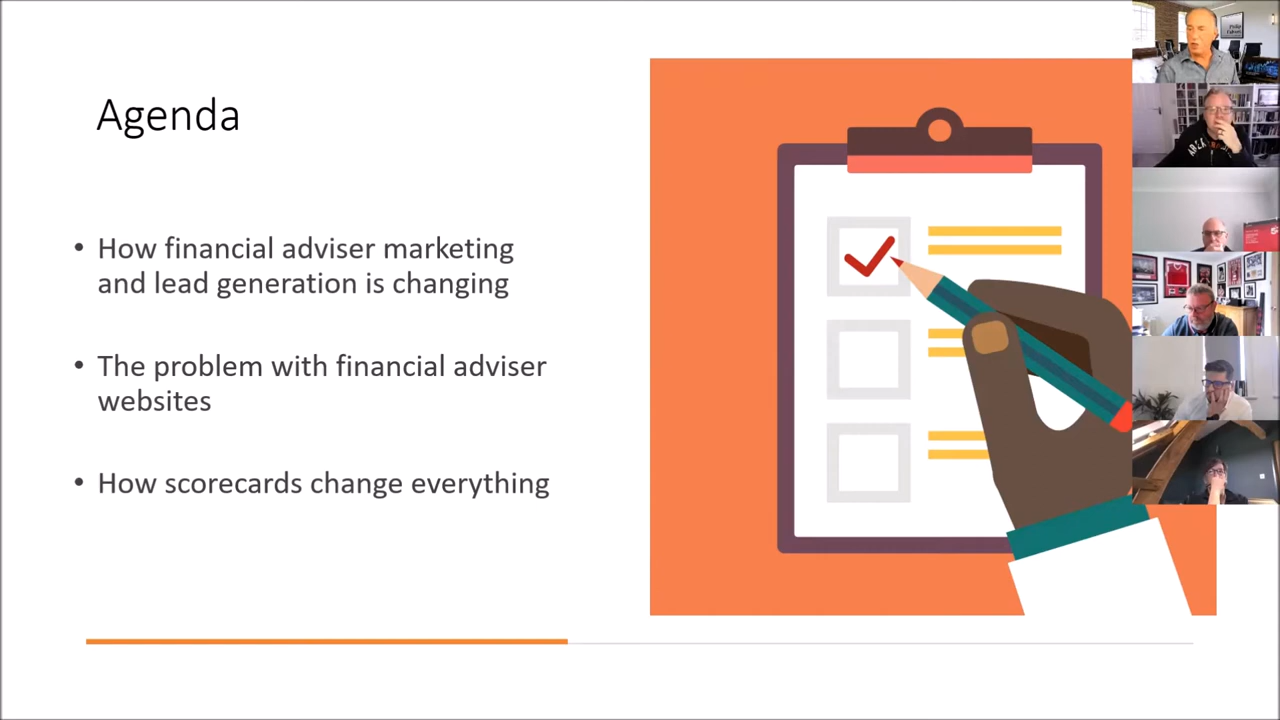 Agenda
• How financial adviser marketing
and lead generation is changing
• The problem with financial adviser
websites
• How scorecards change everything